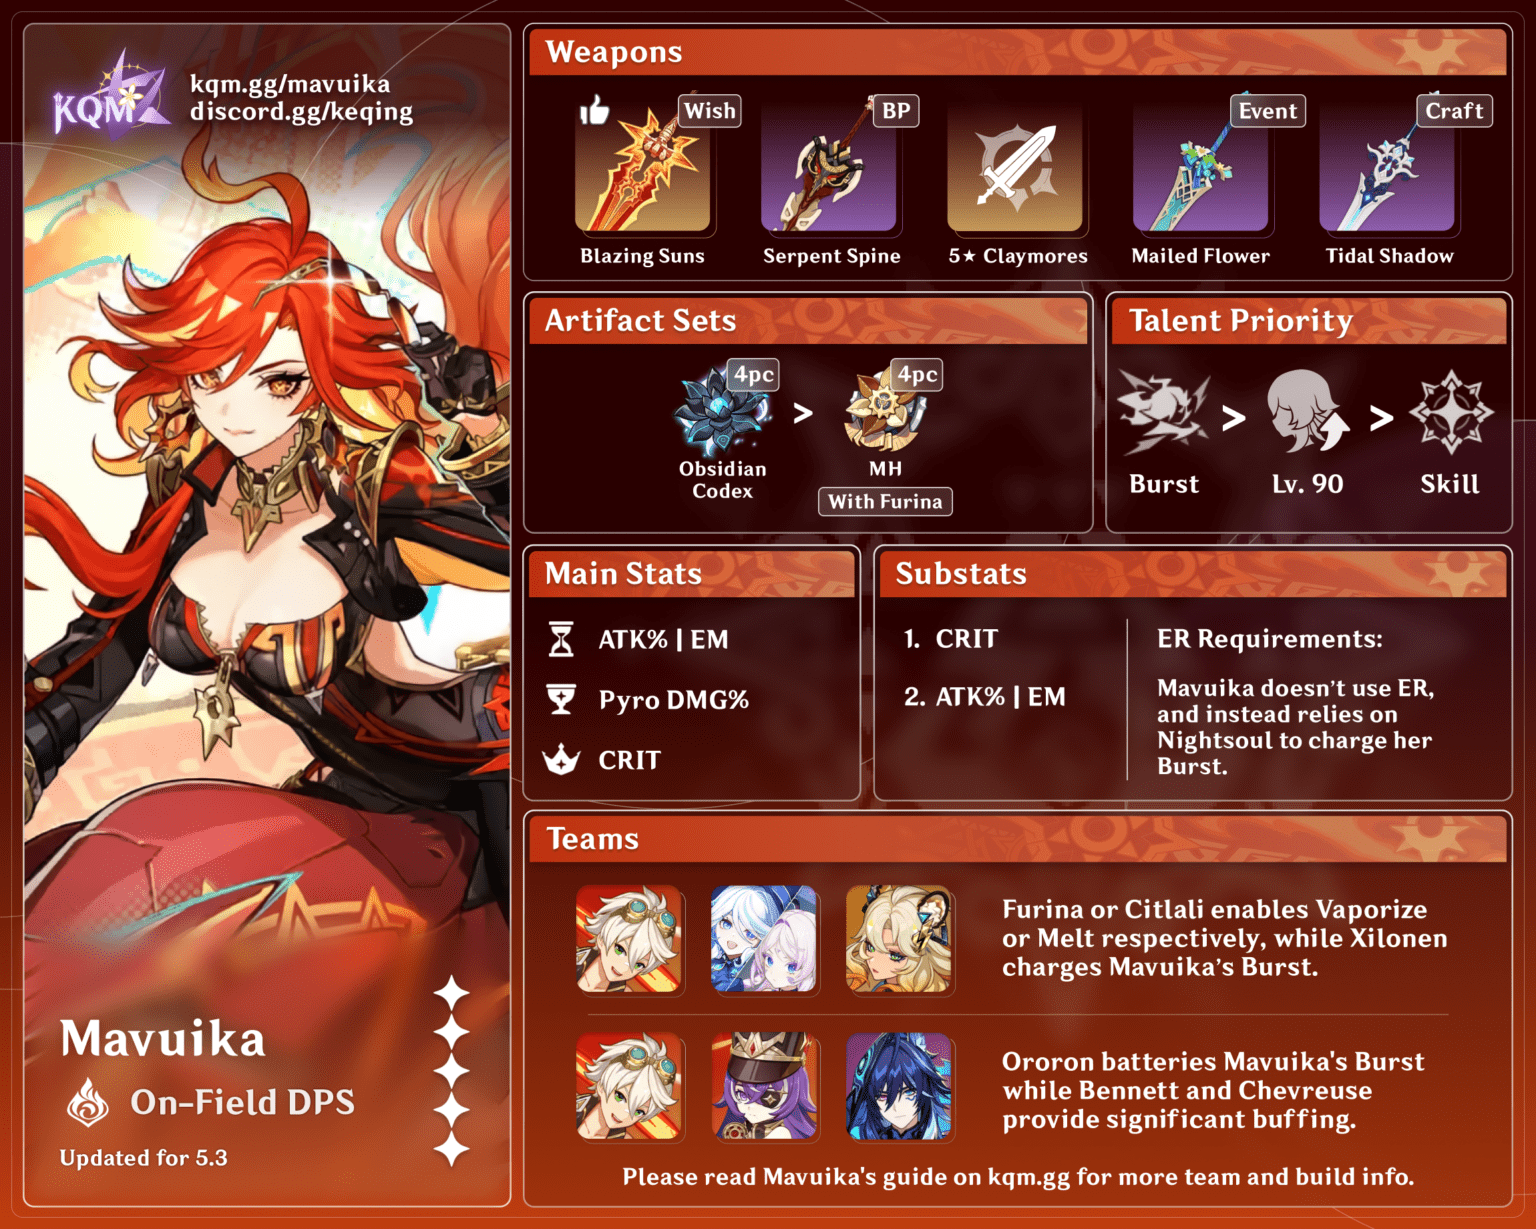 KQM
kqm.gg/mavuika
discord.gg/keqing
Mavuika
On-Field DPS
Updated for 5.3
Weapons
Wish
BP
Event
Craft
Blazing Suns
Serpent Spine
5★ Claymores
Mailed Flower
Tidal Shadow
Artifact Sets
4pc
>
4pc
Obsidian
Codex
MH
With Furina
Talent Priority
>
>
Burst
Lv. 90
Skill
Main Stats
ATK% | EM
Pyro DMG%
CRIT
Substats
1. CRIT
2. ATK% | EM
ER Requirements:
Mavuika doesn't use ER,
and instead relies on
Nightsoul to charge her
Burst.
Teams
Furina or Citlali enables Vaporize
or Melt respectively, while Xilonen
charges Mavuika's Burst.
Ororon batteries Mavuika's Burst
while Bennett and Chevreuse
provide significant buffing.
Please read Mavuika's guide on kqm.gg for more team and build info.